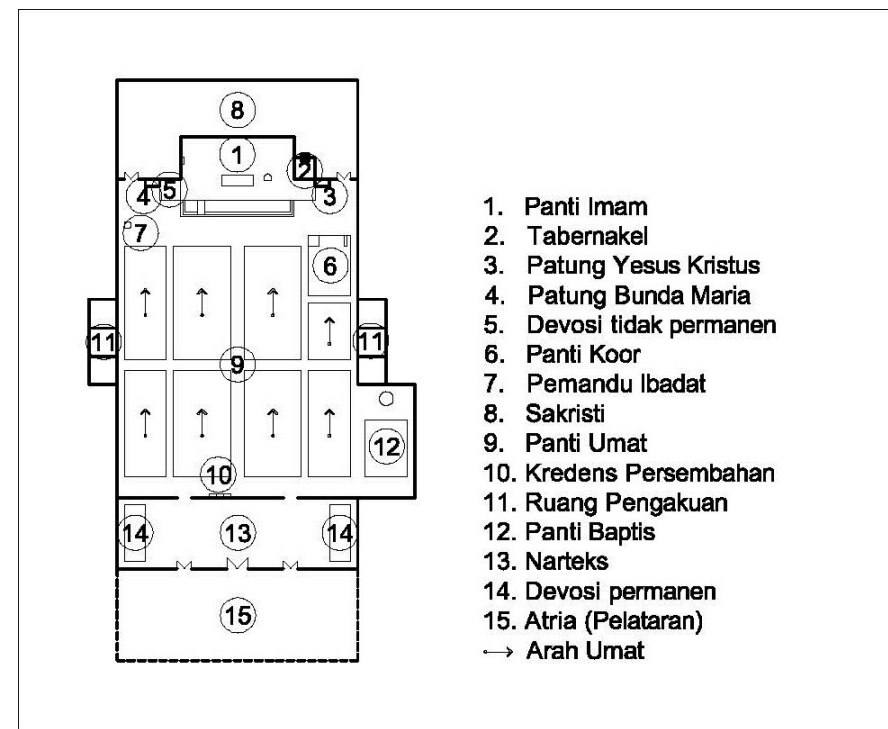 8
1
2
4
5
3
7
6
11
11
9
12
10
14
13
14
15
1. Panti Imam
2. Tabernakel
3. Patung Yesus Kristus
4. Patung Bunda Maria
5. Devosi tidak permanen
6. Panti Koor
7. Pemandu Ibadat
8. Sakristi
9. Panti Umat
10. Kredens Persembahan
11. Ruang Pengakuan
12. Panti Baptis
13. Narteks
14. Devosi permanen
15. Atria (Pelataran)
→ Arah Umat